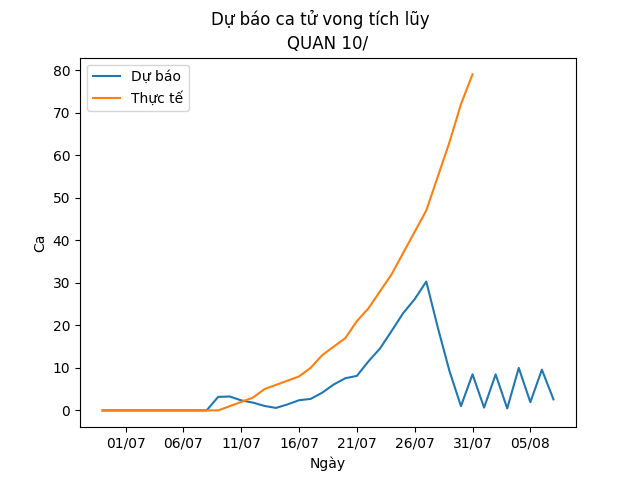 Dự báo ca tử vong tích lũy
QUAN 10/
Dự báo
Thực tế
80
70
60
50
40
30
20
10
0
Ca
01/07 06/07 11/07 16/07 21/07 26/07 31/07 05/08
Ngày